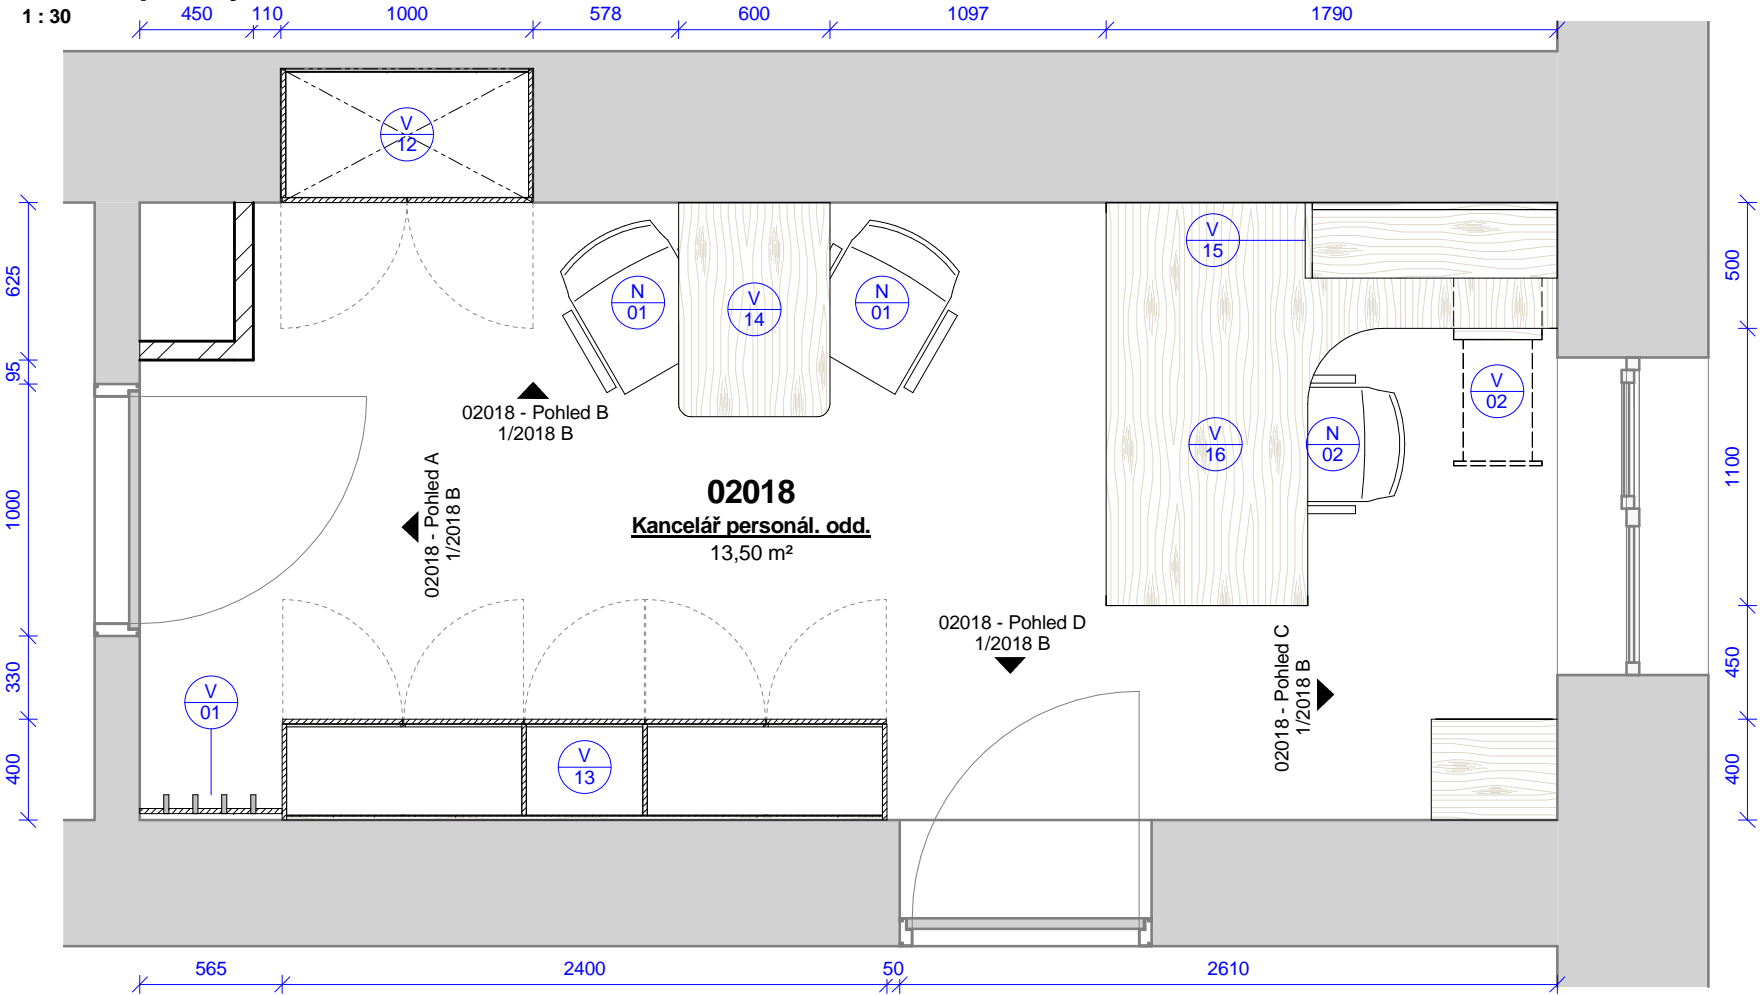 1 : 30
450 110 1000 578 600 1097 1790
V
12
625
95
1000
330
400
N
01
V
14
N
01
V
15
V
16
N
02
V
02
500
1100
450
400
02018 - Pohled B
1/2018 B
02018 - Pohled A
1/2018 B
02018
Kancelář personál. odd.
13,50 m²
02018 - Pohled D
1/2018 B
02018 - Pohled C
1/2018 B
V
01
V
13
565 2400 50 2610